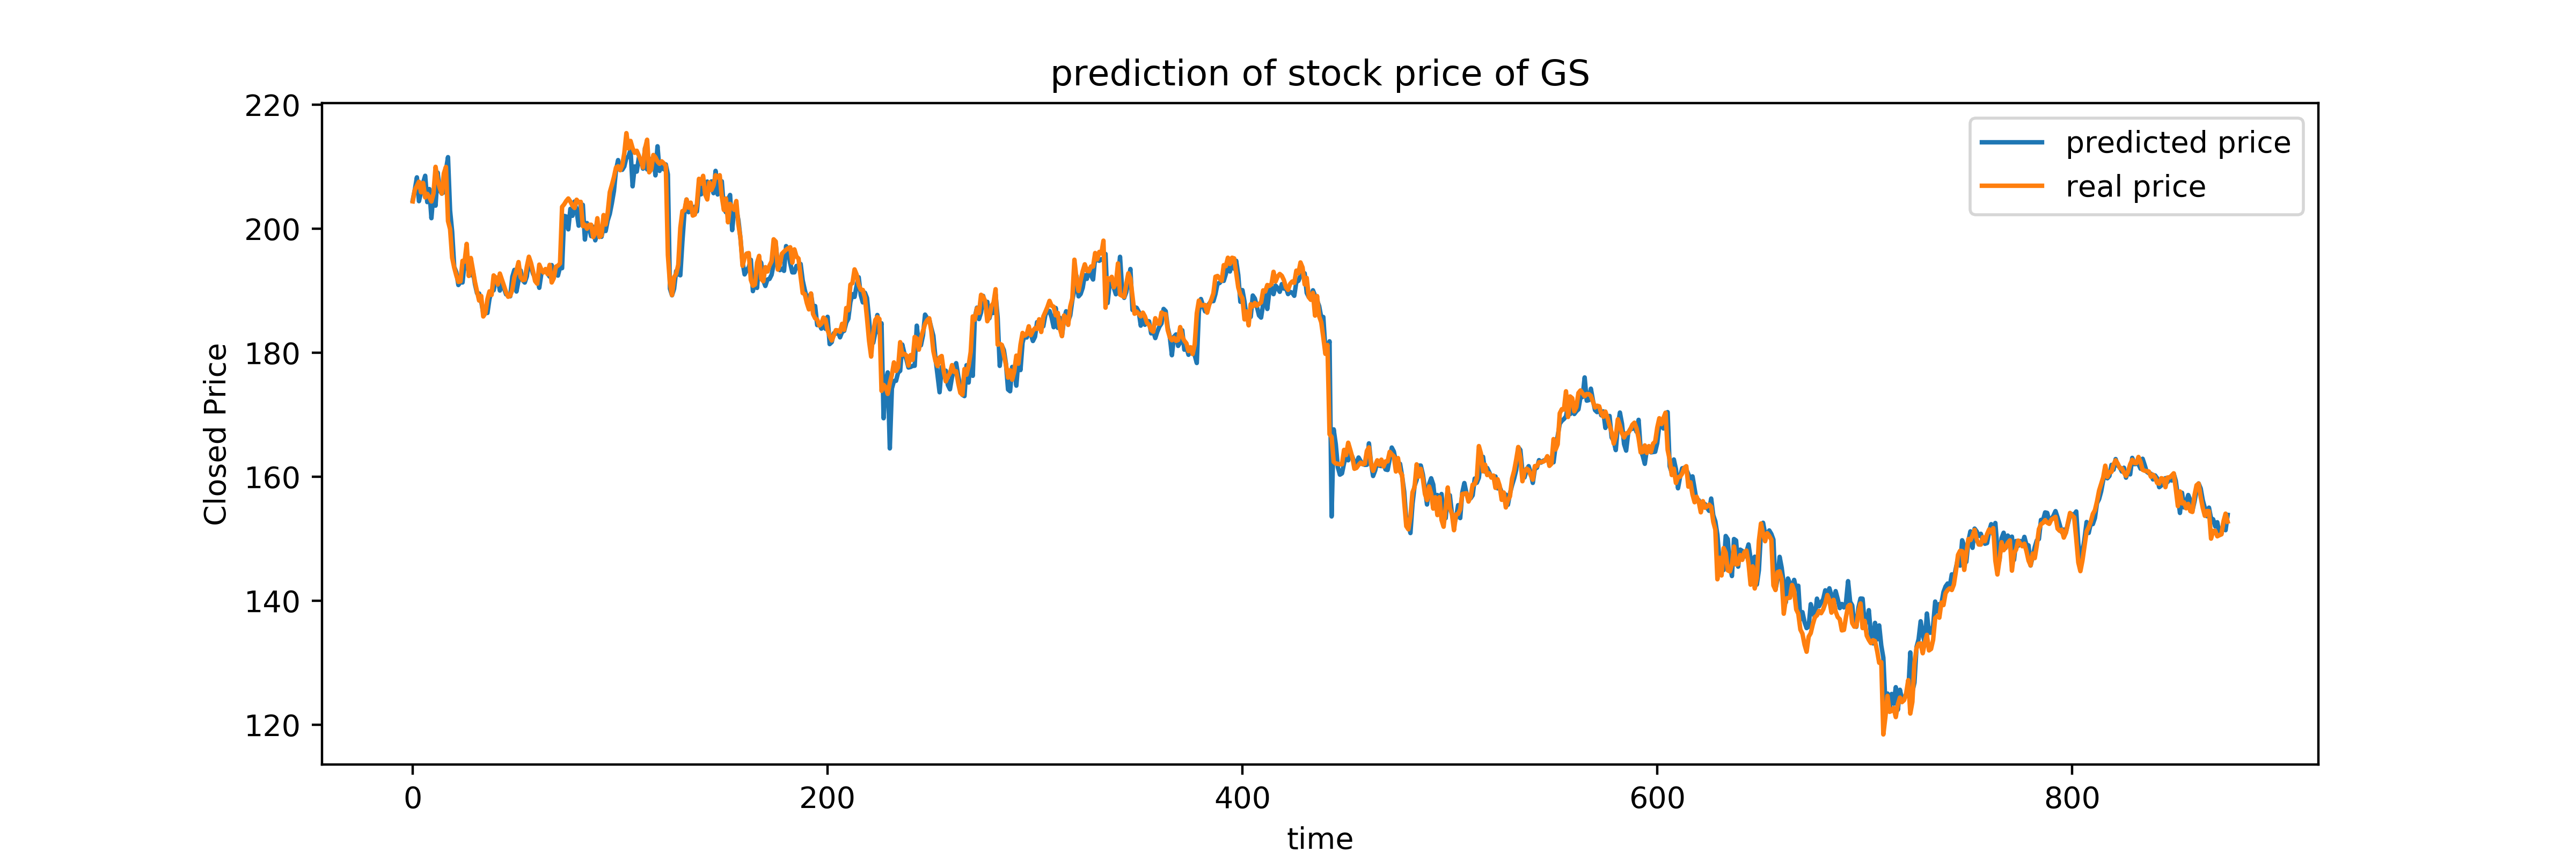 prediction of stock price of GS
220
200
180
160
140
120
Closed Price
predicted price
real price
0 200 400 600 800
time